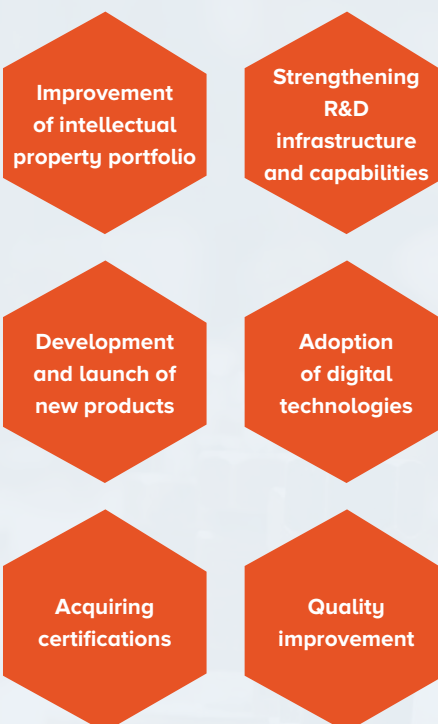 Improvement
of intellectual
property portfolio
Strengthening
R&D
infrastructure
and capabilities
Development
and launch of
new products
Adoption
of digital
technologies
Acquiring
certifications
Quality
improvement